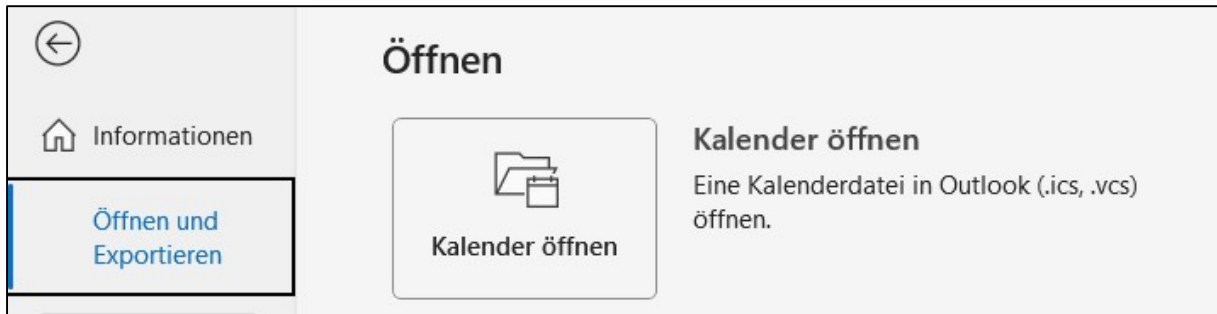 Öffnen
Informationen
Öffnen und
Exportieren
Kalender öffnen
Kalender öffnen
Eine Kalenderdatei in Outlook (.ics, .vcs)
öffnen.